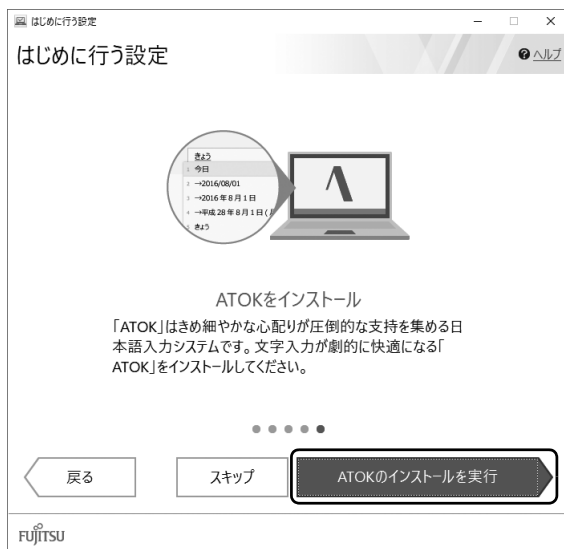 はじめに行う設定
はじめに行う設定
ヘルプ
きょう
1 今日
2 →2016/08/01
3 →2016年8月1日
4 →平成28年8月1日(
5 きょう
ATOKをインストール
「ATOK」はきめ細やかな心配りが圧倒的な支持を集める日
本語入力システムです。文字入力が劇的に快適になる「
ATOK」をインストールしてください。
戻る
スキップ
ATOKのインストールを実行
FUJITSU